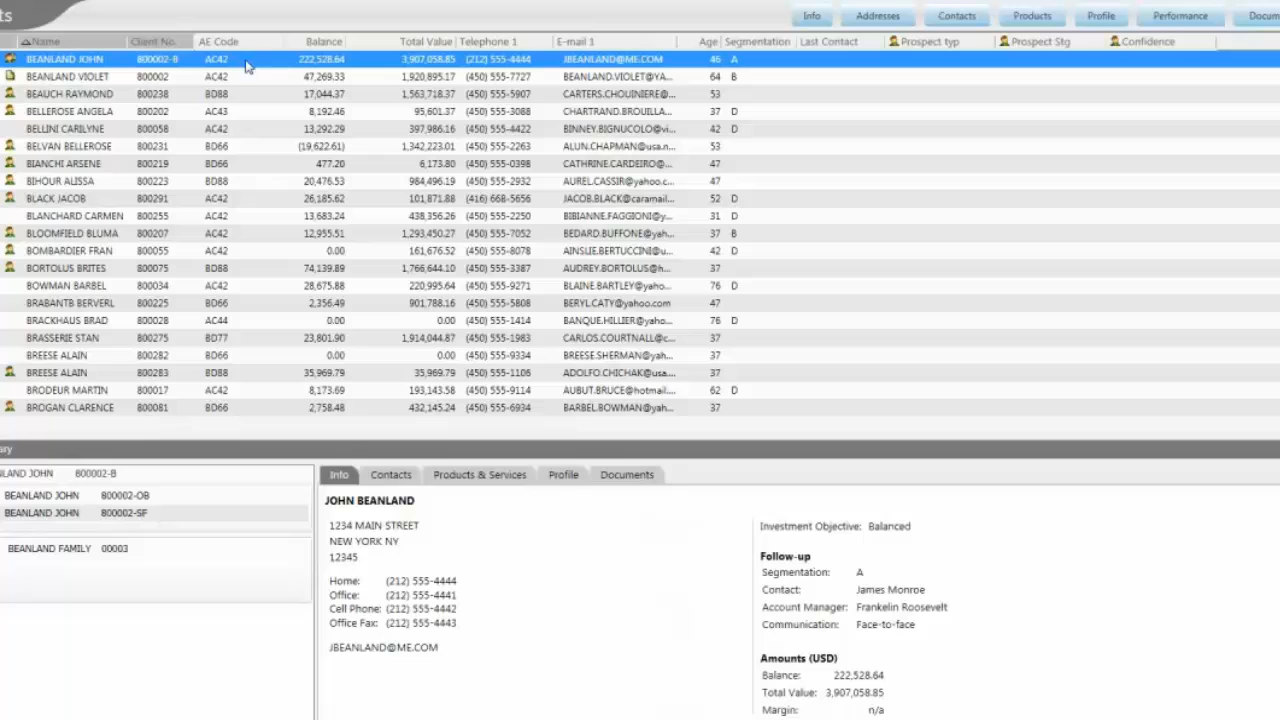 ts
Info Addresses Contacts Products Profile Performance Docum
Name Client No. AE Code Balance Total Value Telephone 1 E-mail 1 Age Segmentation Last Contact Prospect typ Prospect Stg Confidence
BEANLAND JOHN 800002-B AC42 222,528.64 3,907,058.85 (212) 555-4444 JBEANLAND@ME.COM 46 A
BEANLAND VIOLET 800002 AC42 47,269.33 1,920,895.17 (450) 555-7727 BEANLAND.VIOLET@YA... 64 B
BEAUCH RAYMOND 800238 BD88 17,044.37 1,563,718.37 (450) 555-5907 CARTERS.CHOUINIERE@... 53
BELLEROSE ANGELA 800202 AC43 8,192.46 95,601.37 (450) 555-3088 CHARTRAND.BROUILLA... 37 D
BELLINI CARILYNE 800058 AC42 13,292.29 397,986.16 (450) 555-4422 BINNEY.BIGNUCOLO@vi... 42 D
BELVAN BELLEROSE 800231 BD66 (19,622.61) 1,342,223.01 (450) 555-2263 ALUN.CHAPMAN@usa.n... 53
BIANCHI ARSENE 800219 BD66 477.20 6,173.80 (450) 555-0398 CATHRINE.CARDEIRO@... 47
BIHOUR ALISSA 800223 BD88 20,476.53 984,496.19 (450) 555-2932 AUREL.CASSIR@yahoo.c... 47
BLACK JACOB 800291 AC42 26,185.62 101,871.88 (416) 668-5656 JACOB.BLACK@caramail... 52 D
BLANCHARD CARMEN 800255 AC42 13,683.24 438,356.26 (450) 555-2250 BIBIANNE.FAGGIONI@y... 31 D
BLOOMFIELD BLUMA 800207 AC42 12,955.51 1,293,450.27 (450) 555-7052 BEDARD.BUFFONE@yah... 37 B
BOMBARDIER FRAN 800055 AC42 0.00 161,676.52 (450) 555-8078 AINSLIE.BERTUCCINI@u... 42 D
BORTOLUS BRITES 800075 BD88 74,139.89 1,766,644.10 (450) 555-3387 AUDREY.BORTOLUS@h... 37
BOWMAN BARBEL 800034 AC42 28,675.88 220,995.64 (450) 555-9271 BLAINE.BARTLEY@yaho... 76 D
BRABANTB BERVERL 800225 BD66 2,356.49 901,788.16 (450) 555-5808 BERYL.CATY@yahoo.com 47
BRACKHAUS BRAD 800028 AC44 0.00 0.00 (450) 555-1414 BANQUE.HILLIER@yaho... 76 D
BRASSERIE STAN 800275 BD77 23,801.90 1,914,044.87 (450) 555-1983 CARLOS.COURTNALL@c... 37
BREESE ALAIN 800282 BD66 0.00 0.00 (450) 555-9334 BREESE.SHERMAN@yah... 37
BREESE ALAIN 800283 BD88 35,969.79 35,969.79 (450) 555-1106 ADOLFO.CHICHAK@usa.... 37
BRODEUR MARTIN 800017 AC42 8,173.69 193,143.58 (450) 555-9114 AUBUT.BRUCE@hotmail.... 62 D
BROGAN CLARENCE 800081 BD66 2,758.48 432,145.24 (450) 555-6934 BARBEL.BOWMAN@yah... 37
ary
NLAND JOHN 800002-B
BEANLAND JOHN 800002-OB
BEANLAND JOHN 800002-SF
BEANLAND FAMILY 00003
Info Contacts Products & Services Profile Documents
JOHN BEANLAND
1234 MAIN STREET
NEW YORK NY
12345
Home: (212) 555-4444
Office: (212) 555-4441
Cell Phone: (212) 555-4442
Office Fax: (212) 555-4443
JBEANLAND@ME.COM
Investment Objective: Balanced
Follow-up
Segmentation: A
Contact: James Monroe
Account Manager: Frankelin Roosevelt
Communication: Face-to-face
Amounts (USD)
Balance: 222,528.64
Total Value: 3,907,058.85
Margin: n/a